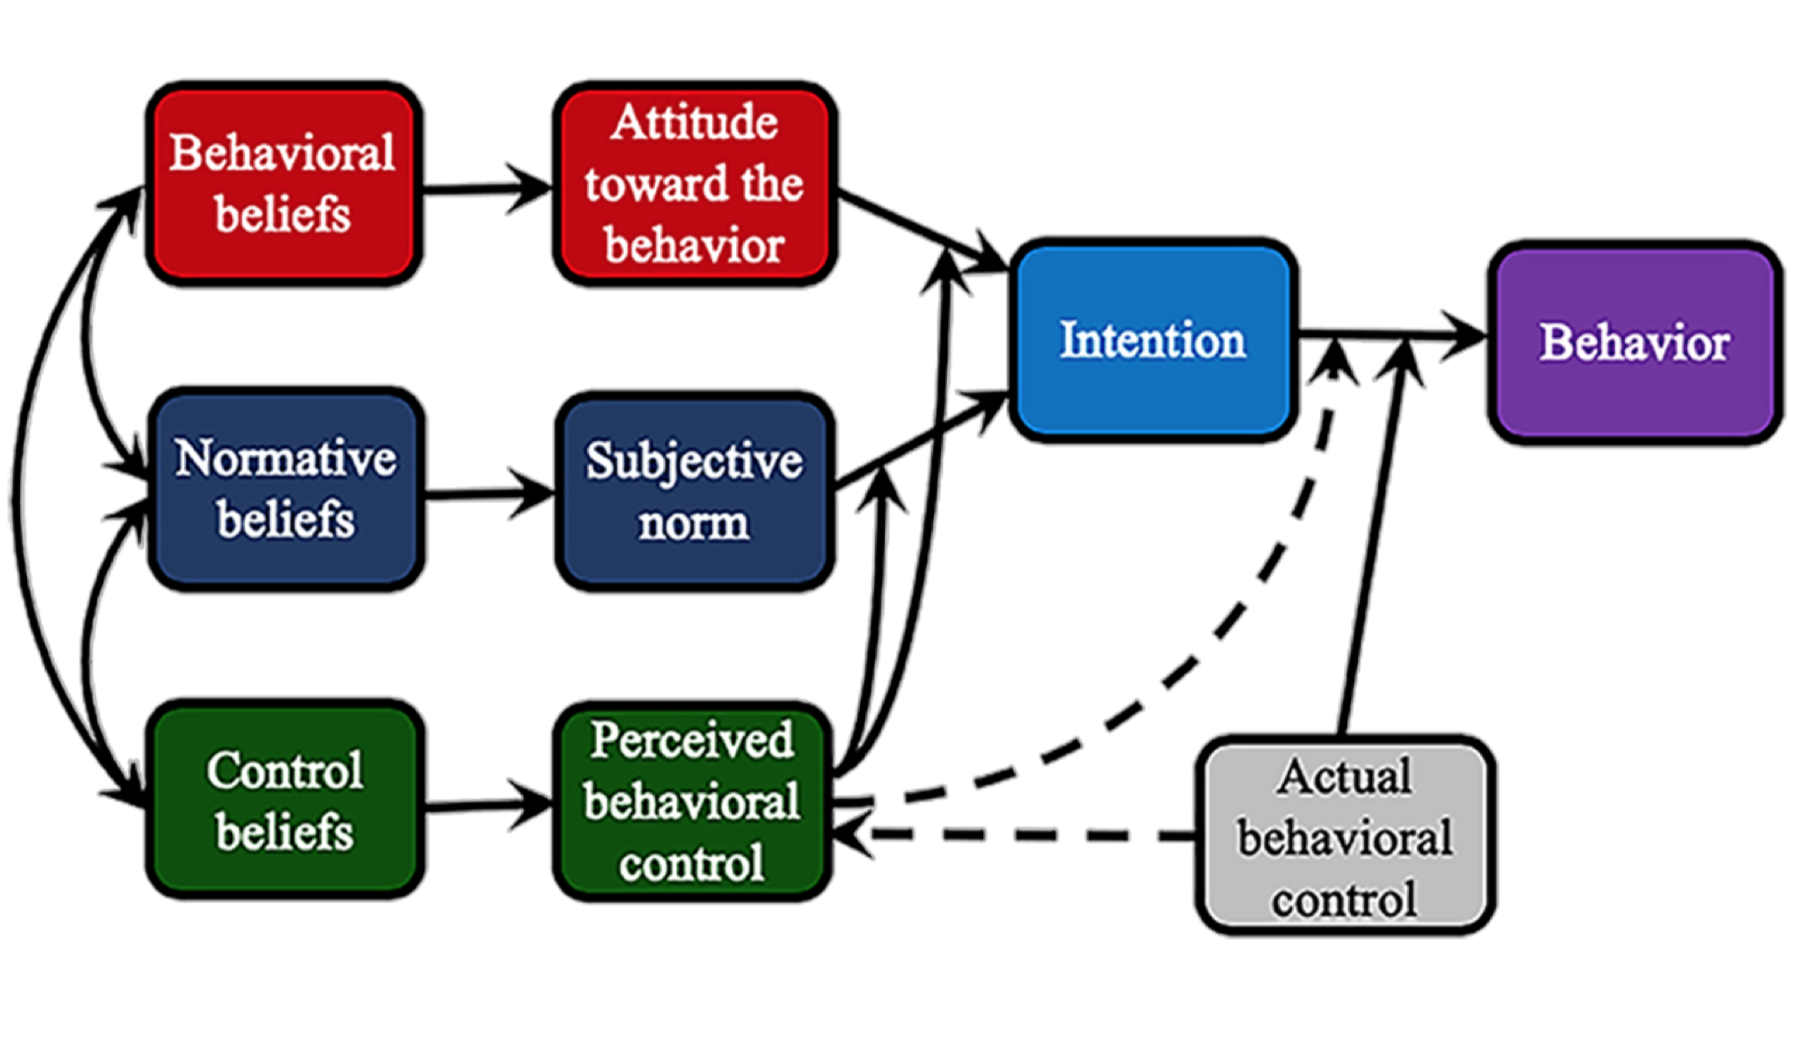 Behavioral
beliefs
Attitude
toward the
behavior
Intention
Behavior
Normative
beliefs
Subjective
norm
Control
beliefs
Perceived
behavioral
control
Actual
behavioral
control